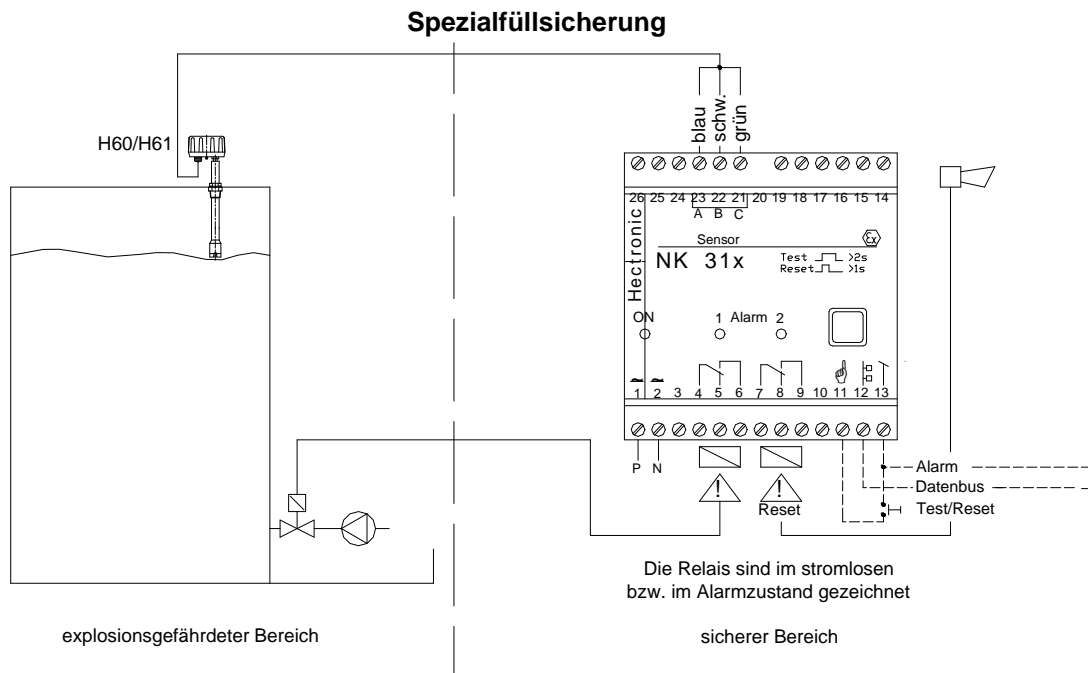 Spezialfüllsicherung
H60/H61
blau
schw.
grün
26 25 24 23 22 21 20 19 18 17 16 15 14
A B C
Hectronic
Sensor
Ex
NK 31x
Test >2s
Reset >1s
ON
1 Alarm 2
1 2 3 4 5 6 7 8 9 10 11 12 13
P N
!
!
Reset
Alarm
Datenbus
Test/Reset
Die Relais sind im stromlosen
bzw. im Alarmzustand gezeichnet
explosionsgefährdeter Bereich
sicherer Bereich